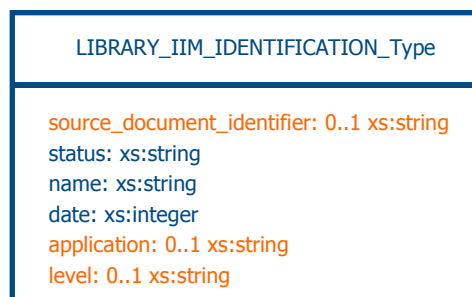 LIBRARY_IIM_IDENTIFICATION_Type
source_document_identifier: 0..1 xs:string
status: xs:string
name: xs:string
date: xs:integer
application: 0..1 xs:string
level: 0..1 xs:string